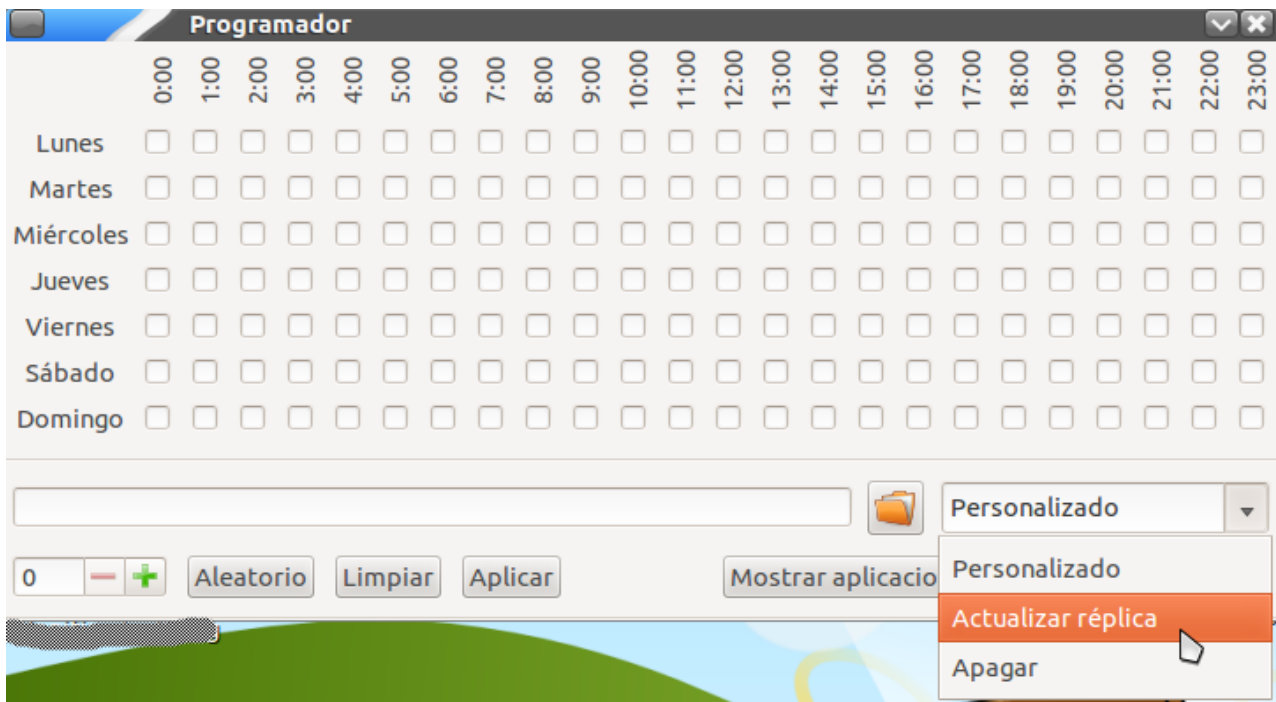 Programador
0:00 1:00 2:00 3:00 4:00 5:00 6:00 7:00 8:00 9:00 10:00 11:00 12:00 13:00 14:00 15:00 16:00 17:00 18:00 19:00 20:00 21:00 22:00 23:00
Lunes
Martes
Miércoles
Jueves
Viernes
Sábado
Domingo
Personalizado
0 Aleatorio Limpiar Aplicar Mostrar aplicacio
Personalizado
Actualizar réplica
Apagar